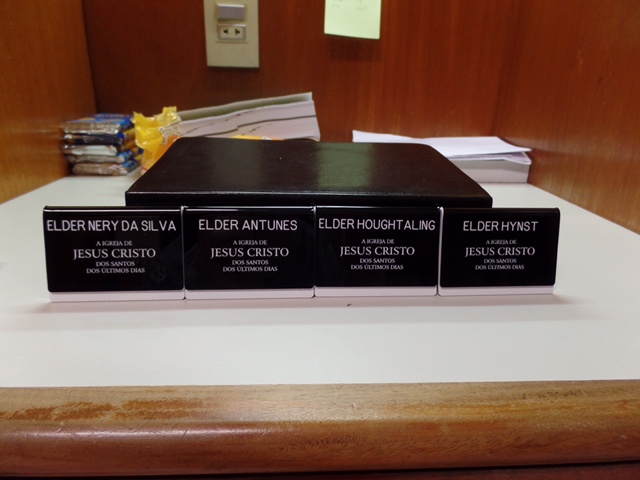 ELDER NERY DA SILVA
A IGREJA DE
JESUS CRISTO
DOS SANTOS
DOS ÚLTIMOS DIAS
ELDER ANTUNES
A IGREJA DE
JESUS CRISTO
DOS SANTOS
DOS ÚLTIMOS DIAS
ELDER HOUGHTALING
A IGREJA DE
JESUS CRISTO
DOS SANTOS
DOS ÚLTIMOS DIAS
ELDER HYNST
A IGREJA DE
JESUS CRISTO
DOS SANTOS
DOS ÚLTIMOS DIAS